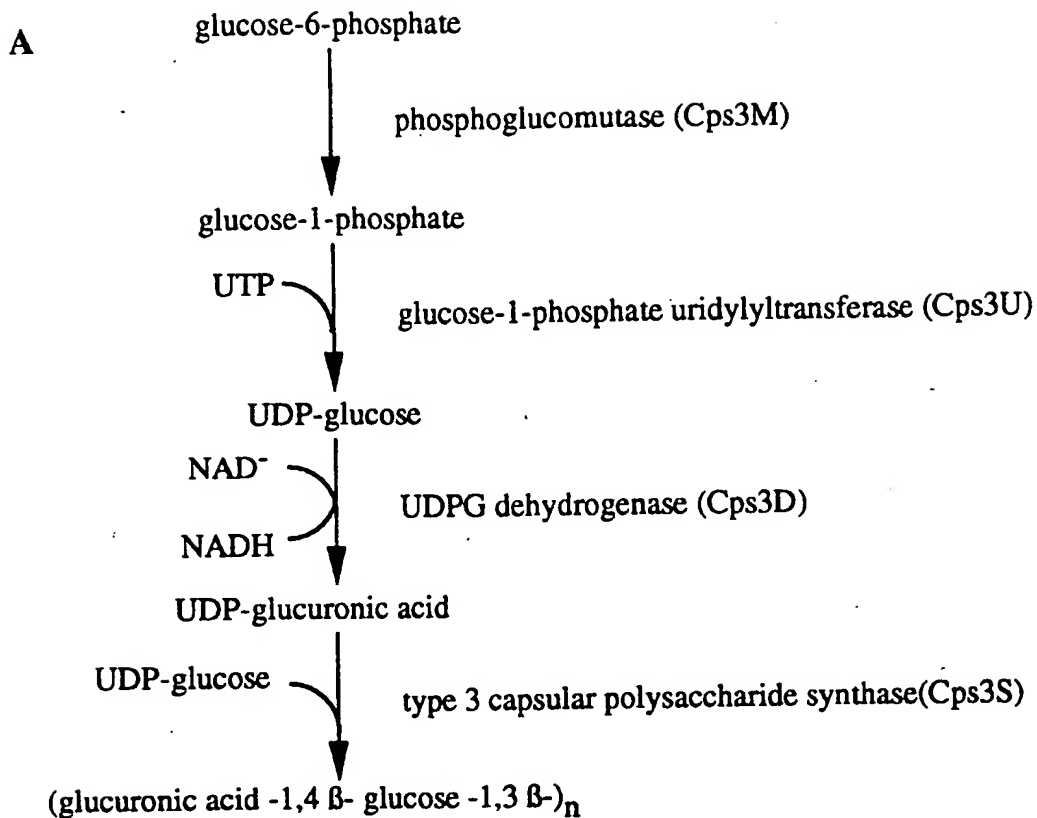 A
glucose-6-phosphate
phosphoglucomutase (Cps3M)
glucose-1-phosphate
UTP
glucose-1-phosphate uridylyltransferase (Cps3U)
UDP-glucose
NAD⁻
UDPG dehydrogenase (Cps3D)
NADH
UDP-glucuronic acid
UDP-glucose
type 3 capsular polysaccharide synthase(Cps3S)
(glucuronic acid -1,4 ß- glucose -1,3 ß-)n